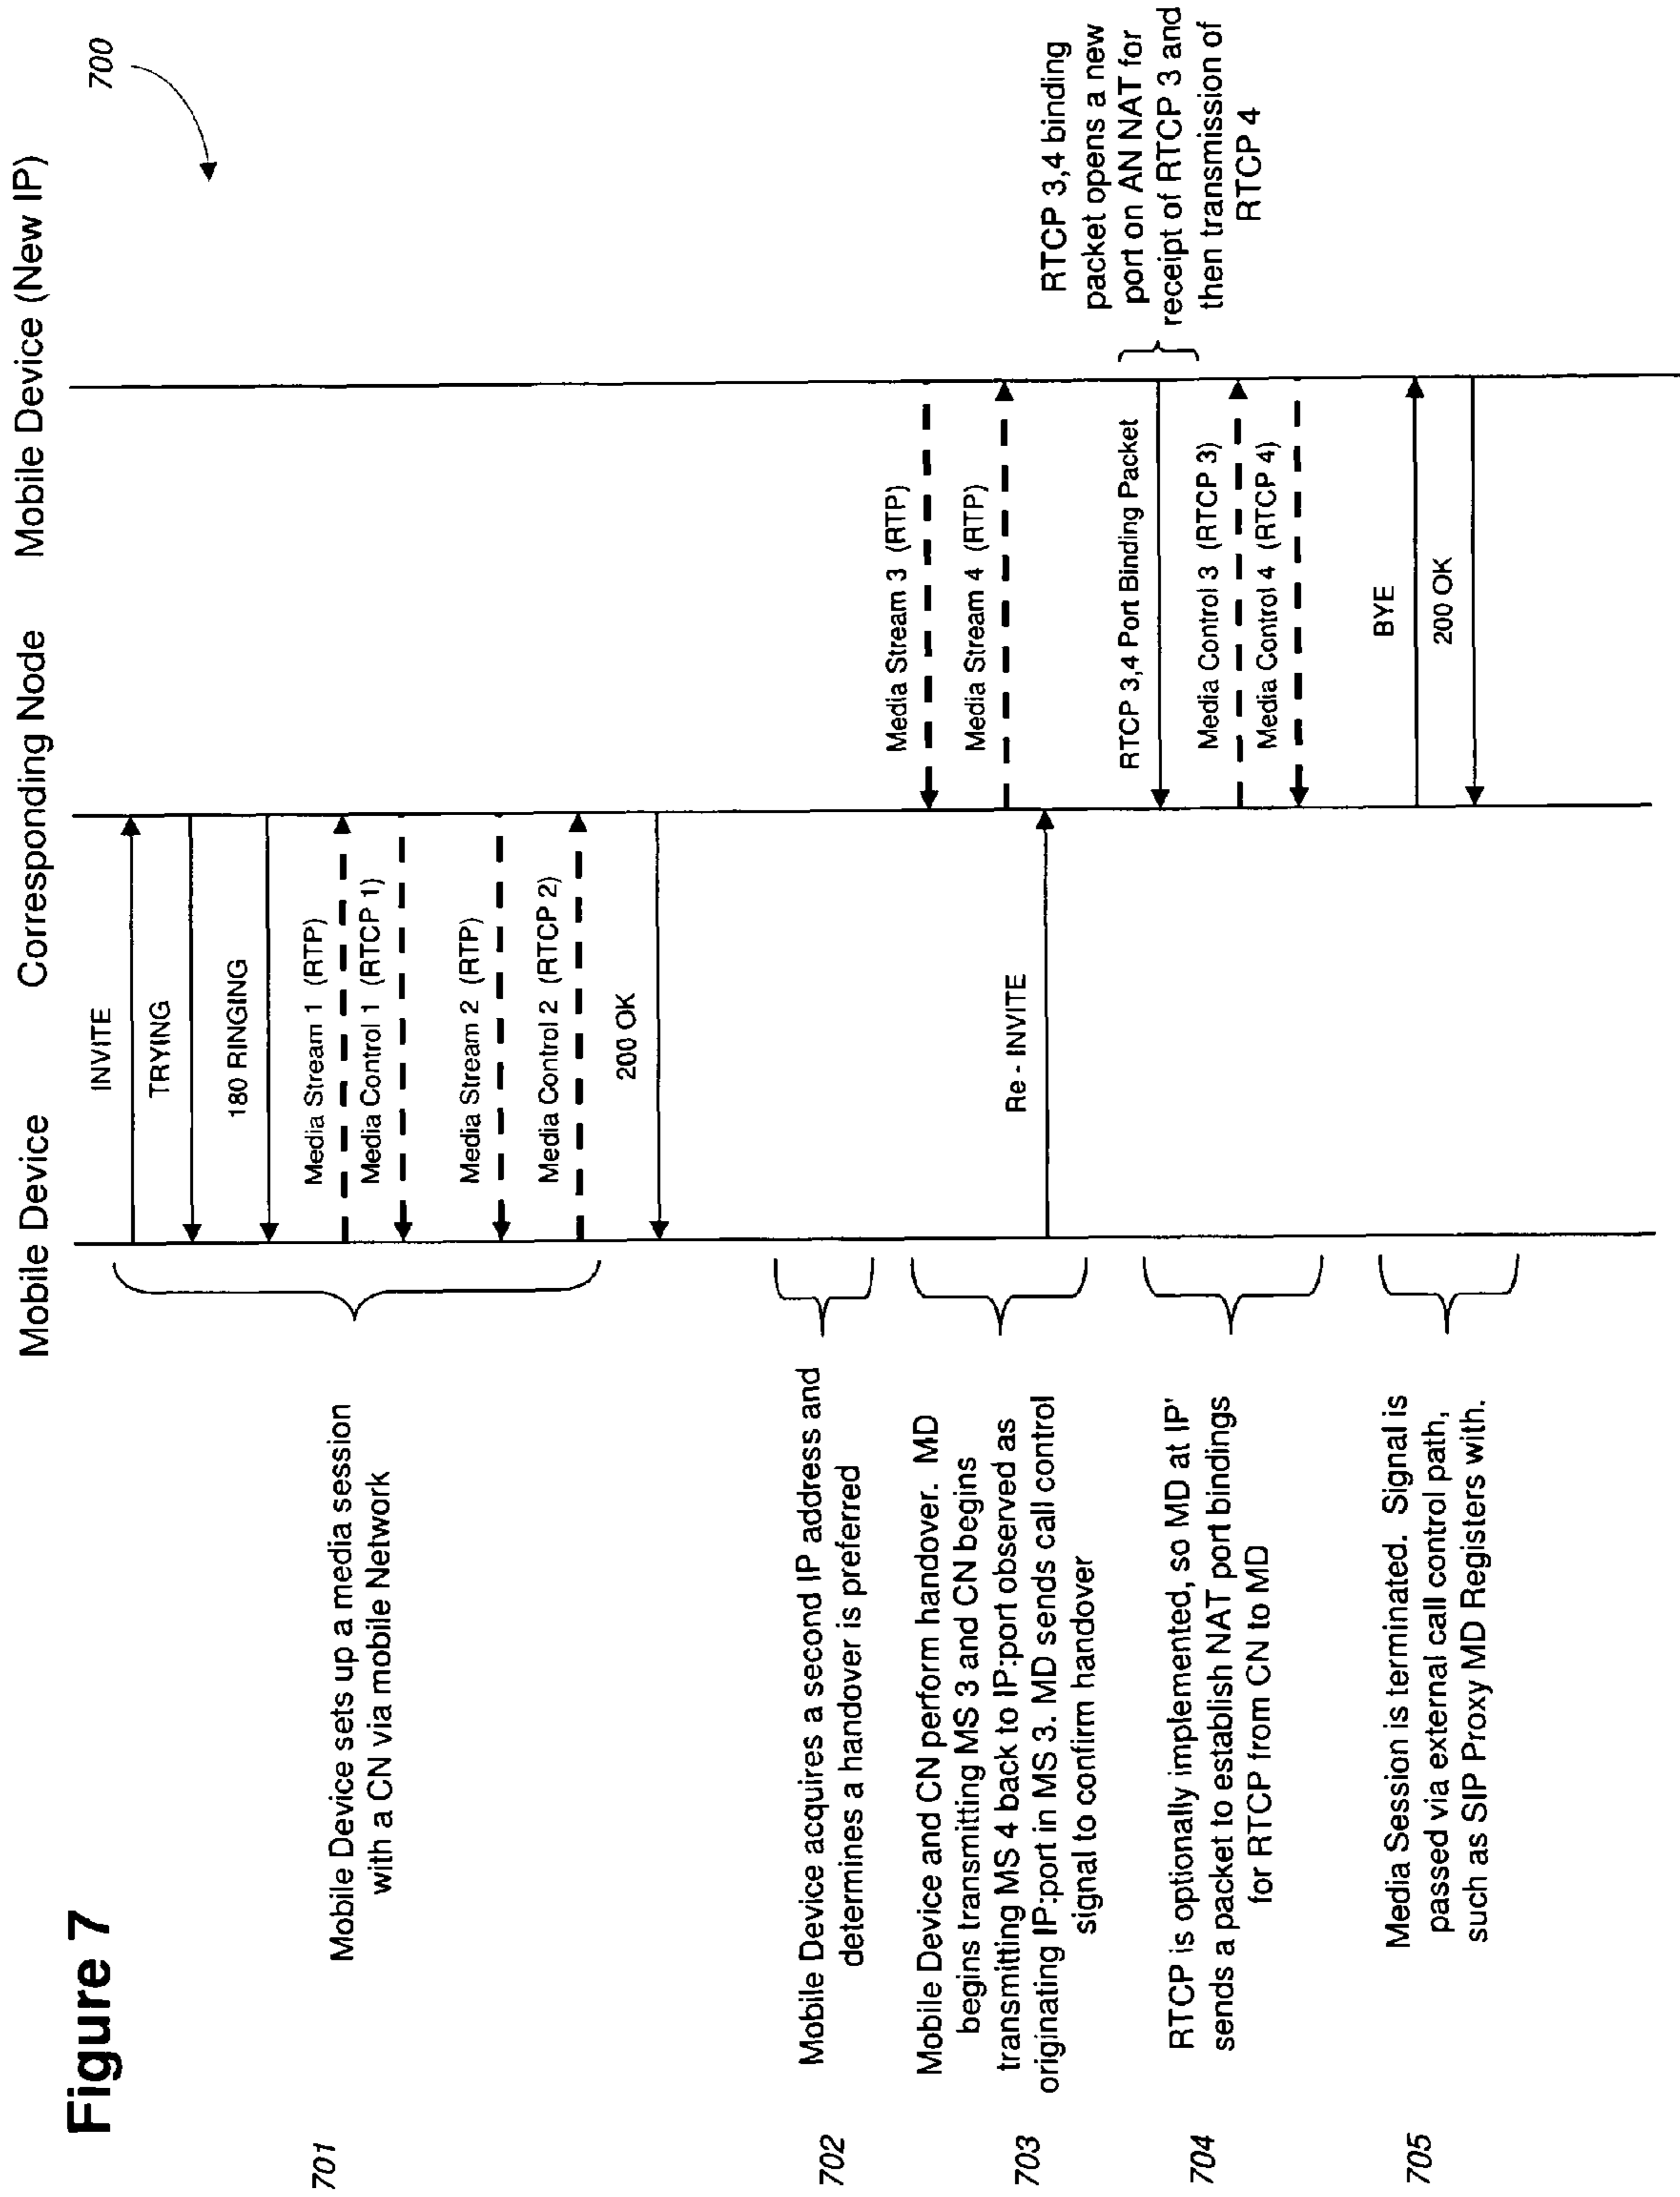 Figure 7
700
Mobile Device
Corresponding Node
Mobile Device (New IP)
701
Mobile Device sets up a media session
with a CN via mobile Network
INVITE
TRYING
180 RINGING
Media Stream 1 (RTP)
Media Control 1 (RTCP 1)
Media Stream 2 (RTP)
Media Control 2 (RTCP 2)
200 OK
702
Mobile Device acquires a second IP address and
determines a handover is preferred
703
Mobile Device and CN perform handover. MD
begins transmitting MS 3 and CN begins
transmitting MS 4 back to IP:port observed as
originating IP:port in MS 3. MD sends call control
signal to confirm handover
Media Stream 3 (RTP)
Media Stream 4 (RTP)
Re - INVITE
704
RTCP is optionally implemented, so MD at IP'
sends a packet to establish NAT port bindings
for RTCP from CN to MD
RTCP 3,4 Port Binding Packet
Media Control 3 (RTCP 3)
Media Control 4 (RTCP 4)
RTCP 3,4 binding
packet opens a new
port on AN NAT for
receipt of RTCP 3 and
then transmission of
RTCP 4
705
Media Session is terminated. Signal is
passed via external call control path,
such as SIP Proxy MD Registers with.
BYE
200 OK